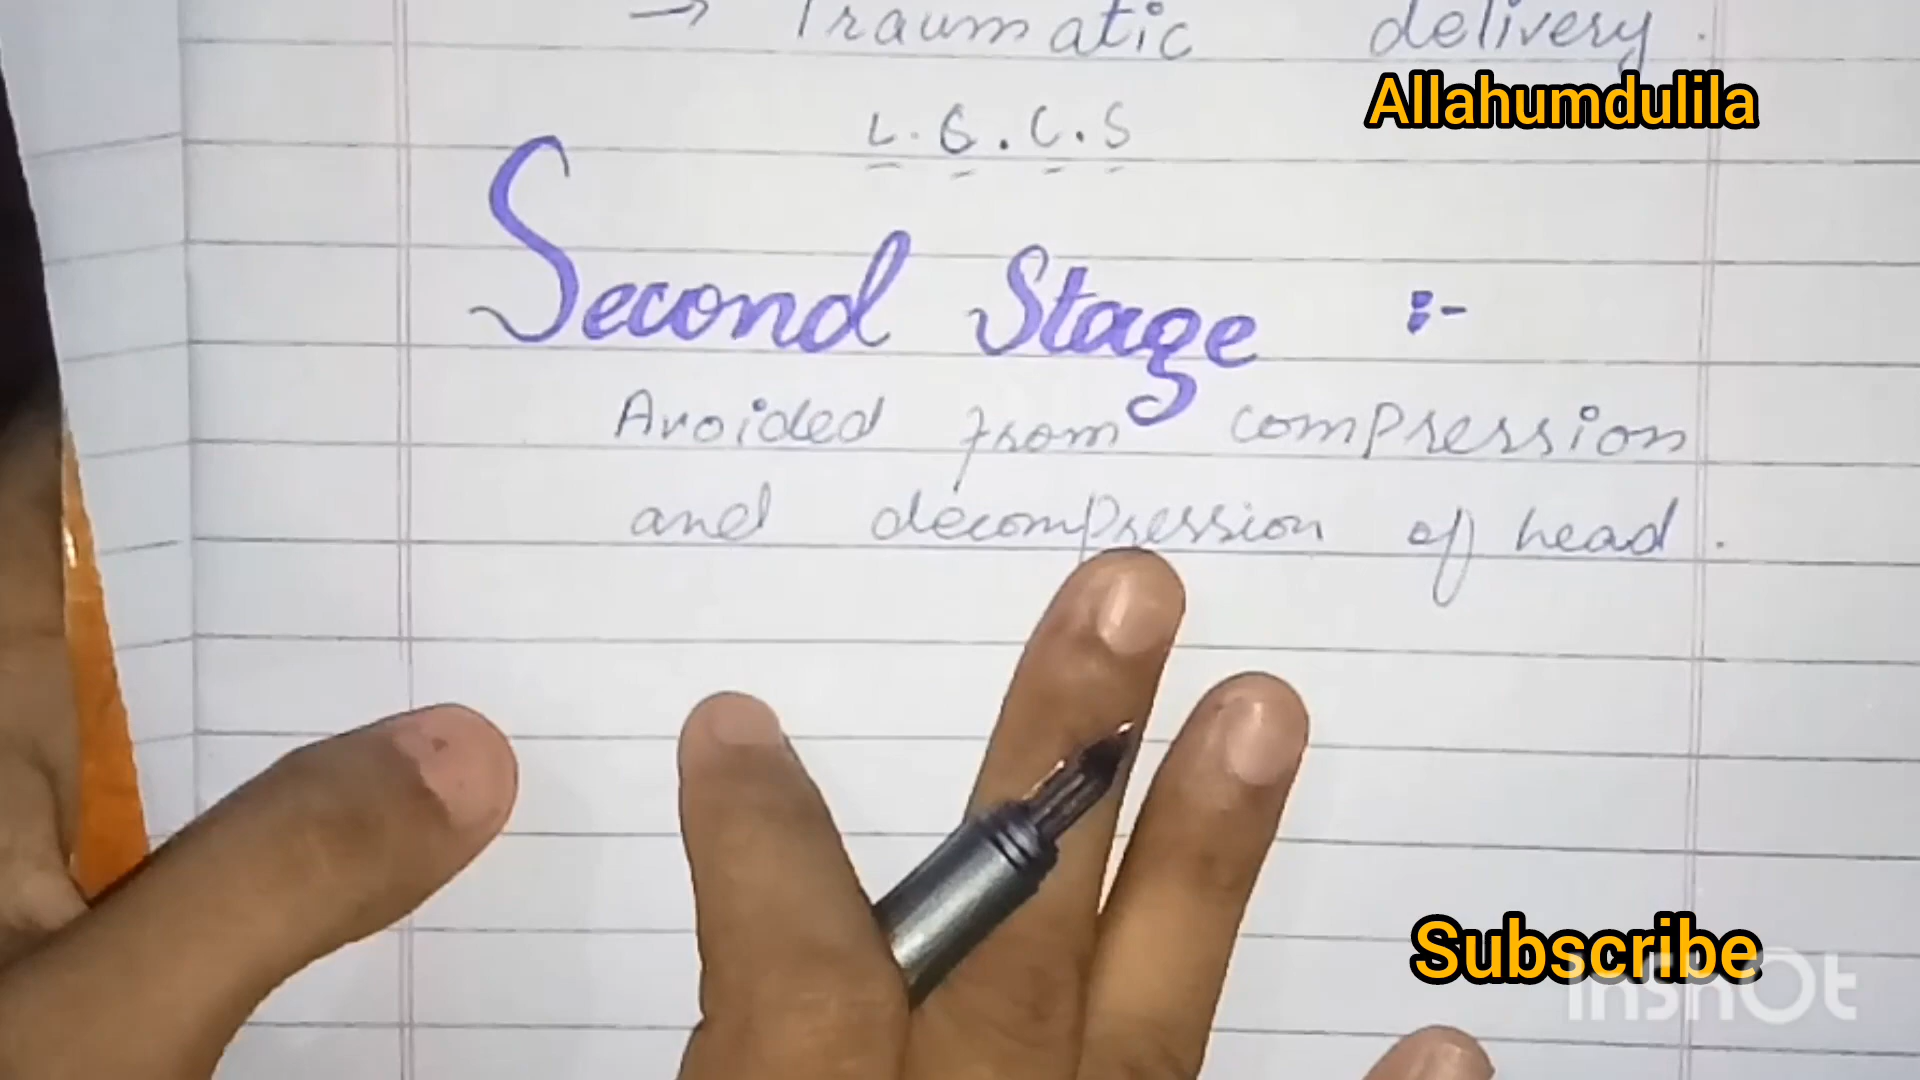 → Traumatic delivery.
Allahumdulila
L.G.C.S
Second Stage :-
Avoided from compression
and decompression of head.
Subscribe
InShOt